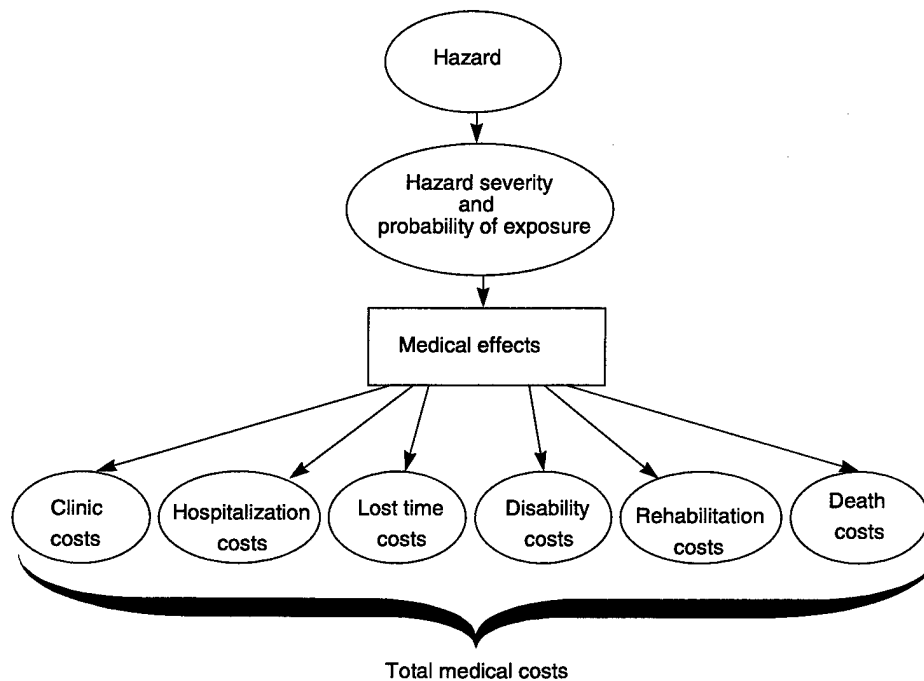 Hazard
Hazard severity
and
probability of exposure
Medical effects
Clinic
costs
Hospitalization
costs
Lost time
costs
Disability
costs
Rehabilitation
costs
Death
costs
Total medical costs